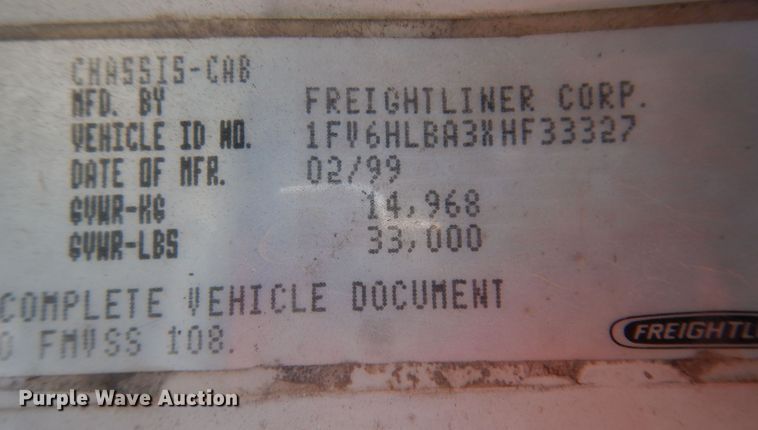 CHASSIS-CAB
MFD. BY FREIGHTLINER CORP.
VEHICLE ID NO. 1FV6HLBA3XHF33327
DATE OF MFR. 02/99
GVWR-KG 14,968
GVWR-LBS 33,000
COMPLETE VEHICLE DOCUMENT
FMVSS 108.
FREIGHTL
Purple Wave Auction